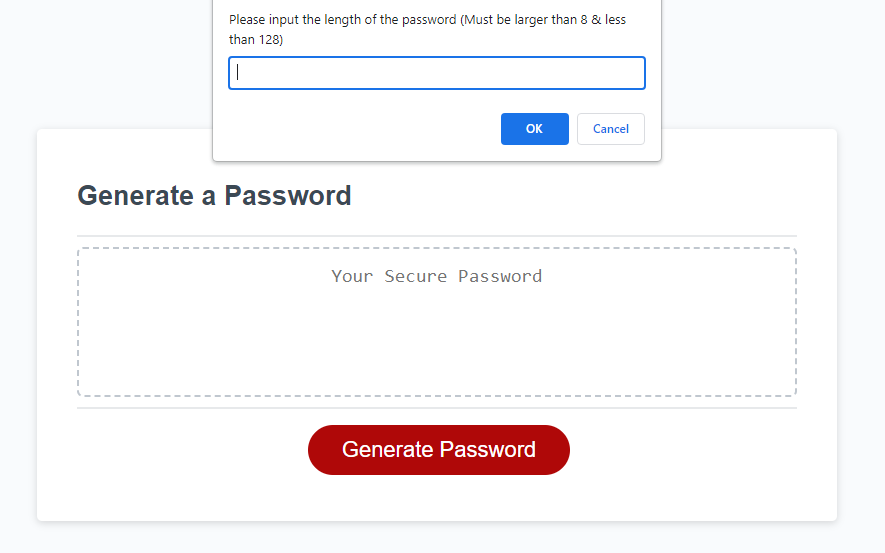 Please input the length of the password (Must be larger than 8 & less
than 128)
OK
Cancel
Generate a Password
Your Secure Password
Generate Password